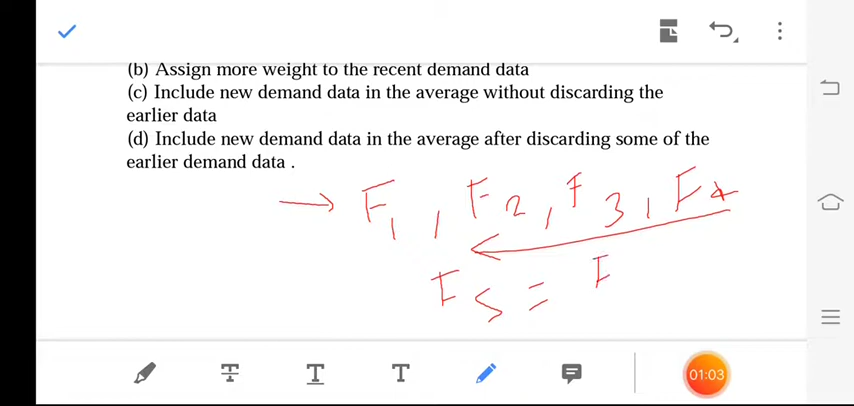 (b) Assign more weight to the recent demand data
(c) Include new demand data in the average without discarding the
earlier data
(d) Include new demand data in the average after discarding some of the
earlier demand data .
→ F1 , F2 , F3 , F4
F5 = F
T T T
01:03